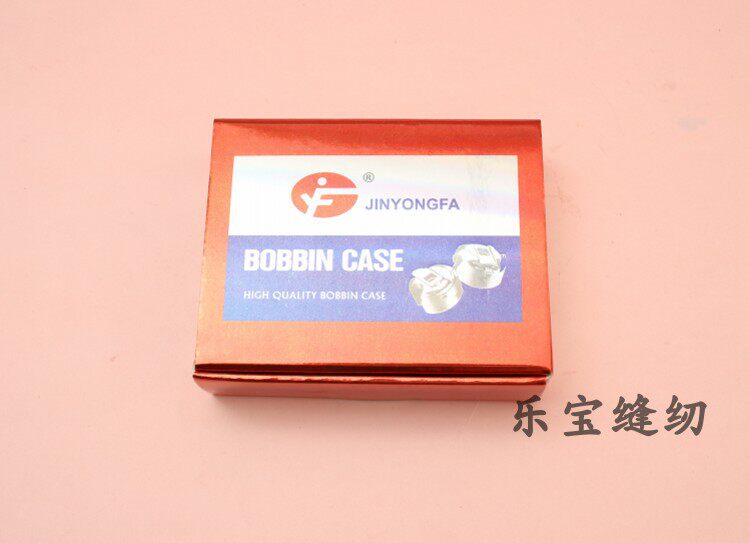 ®
JINYONGFA
BOBBIN CASE
HIGH QUALITY BOBBIN CASE
乐宝缝纫